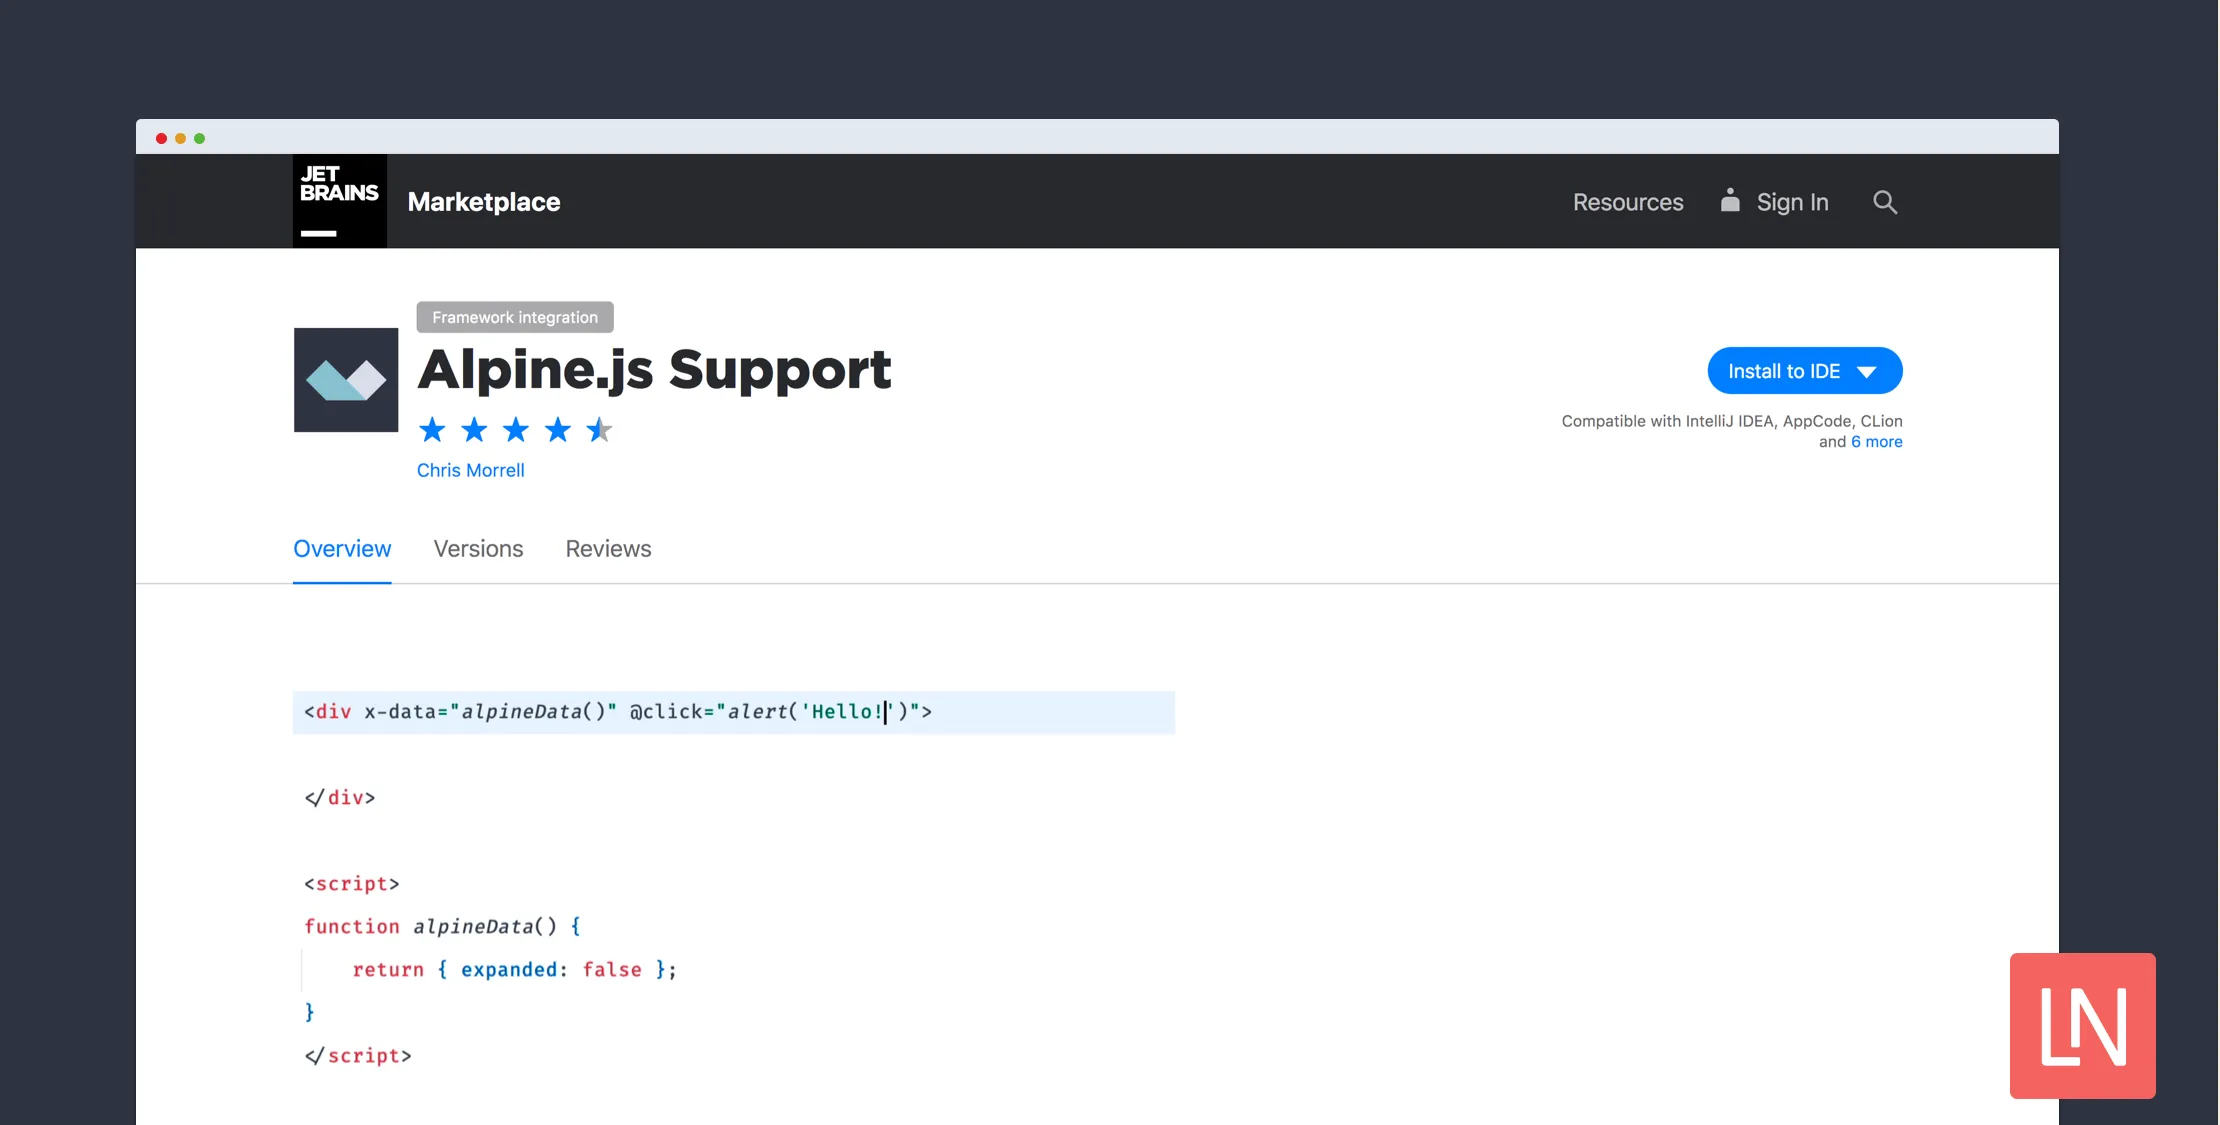 JET
BRAINS
Marketplace
Resources
Sign In
Framework integration
Alpine.js Support
Chris Morrell
Install to IDE
Compatible with IntelliJ IDEA, AppCode, CLion
and 6 more
Overview
Versions
Reviews
<div x-data="alpineData()" @click="alert('Hello!')">
</div>
<script>
function alpineData() {
return { expanded: false };
}
</script>
LN